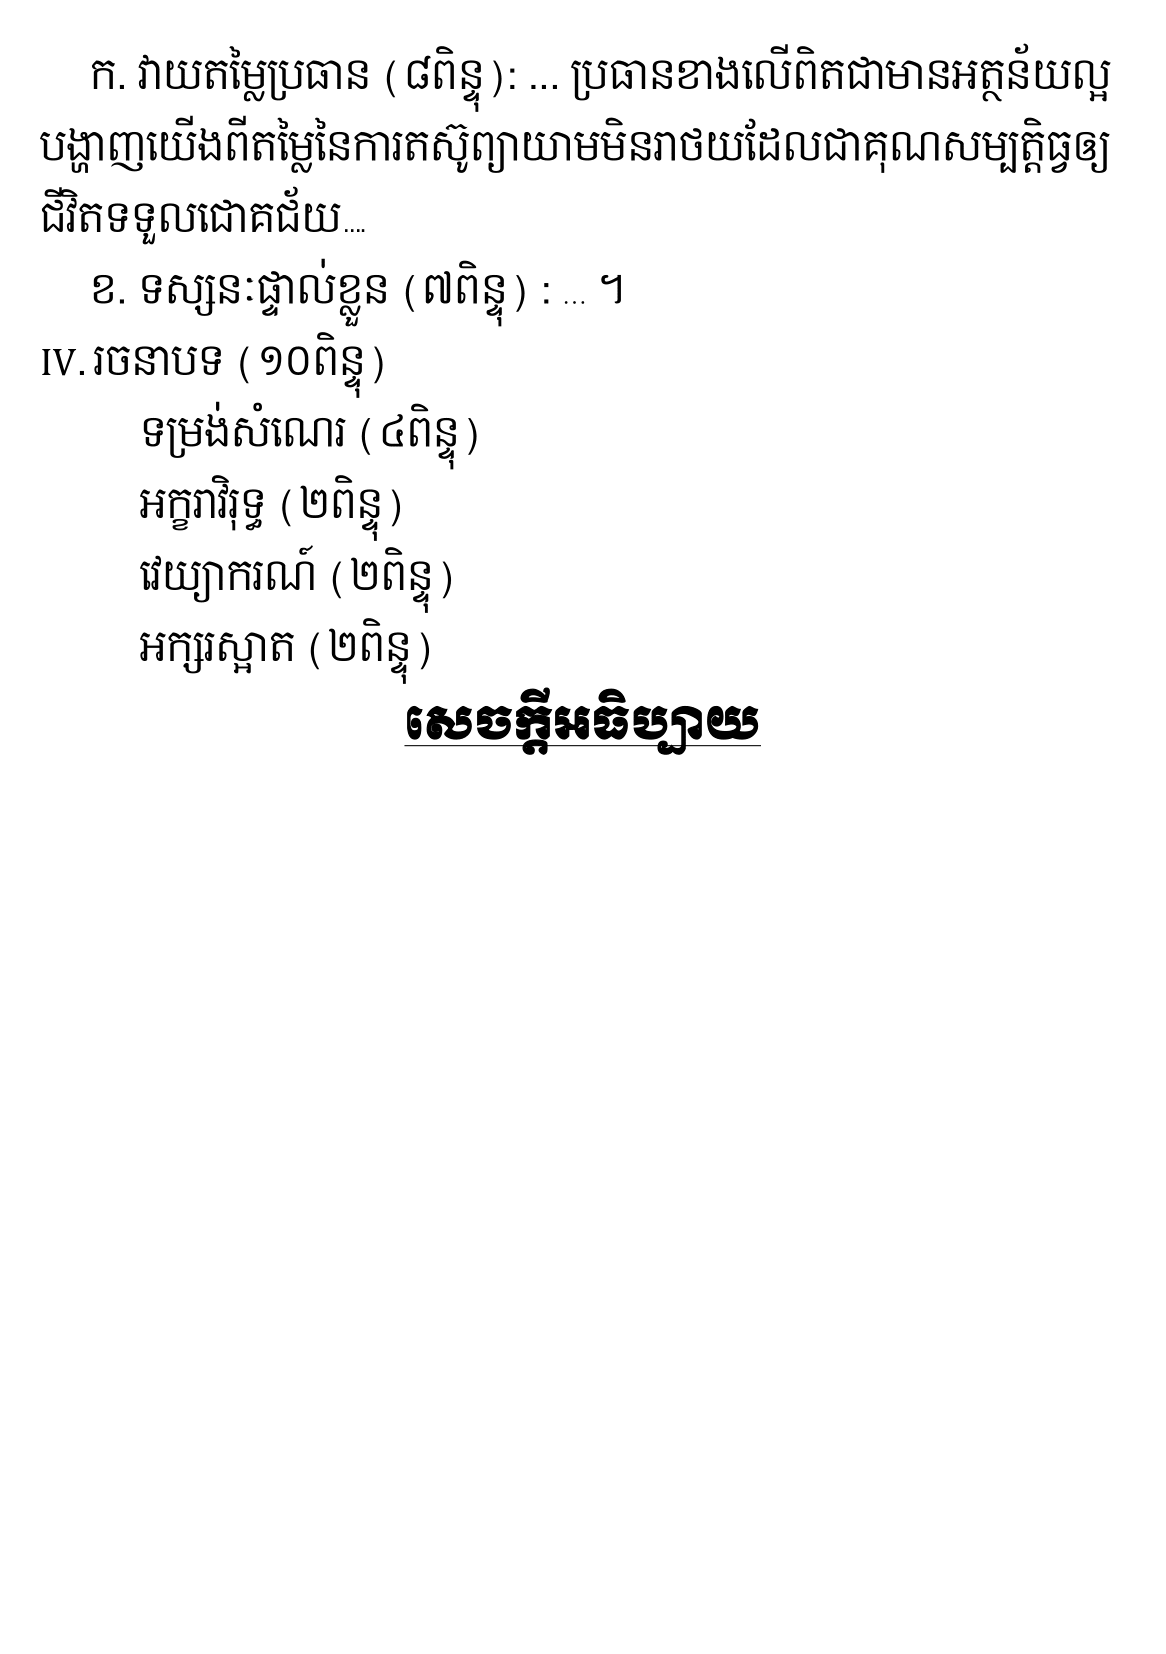 ក. វាយតម្លៃប្រធាន (៨ពិន្ទុ): ... ប្រធានខាងលើពិតជាមានអត្ថន័យល្អ
បង្ហាញយើងពីតម្លៃនៃការតស៊ូព្យាយាមមិនរាថយដែលជាគុណសម្បត្តិធ្វឲ្យ
ជីវិតទទួលជោគជ័យ....
ខ. ទស្សនៈផ្ទាល់ខ្លួន (៧ពិន្ទុ) : ... ។
IV. រចនាបទ (១០ពិន្ទុ)
ទម្រង់សំណេរ (៤ពិន្ទុ)
អក្ខរាវិរុទ្ធ (២ពិន្ទុ)
វេយ្យាករណ៍ (២ពិន្ទុ)
អក្សរស្អាត (២ពិន្ទុ)
សេចក្ដីអធិប្បាយ